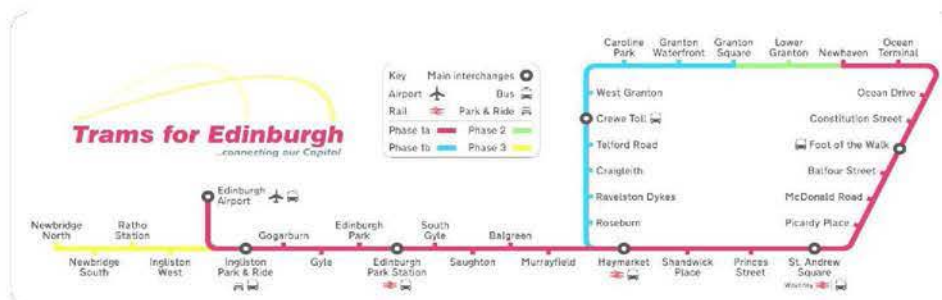 Trams for Edinburgh
...connecting our Capital
Key Main interchanges
Airport Bus
Rail Park & Ride
Phase 1a Phase 2
Phase 1b Phase 3
Caroline
Park
Granton
Waterfront
Granton
Square
Lower
Granton
Newhaven
Ocean
Terminal
West Granton
Crewe Toll
Telford Road
Craigleith
Ravelston Dykes
Roseburn
Ocean Drive
Constitution Street
Foot of the Walk
Balfour Street
McDonald Road
Picardy Place
Edinburgh
Airport
Newbridge
North
Ratho
Station
Gogarburn
Edinburgh
Park
South
Gyle
Balgreen
Newbridge
South
Ingliston
West
Ingliston
Park & Ride
Gyle
Edinburgh
Park Station
Saughton
Murrayfield
Haymarket
Shandwick
Place
Princes
Street
St. Andrew
Square
Waverley